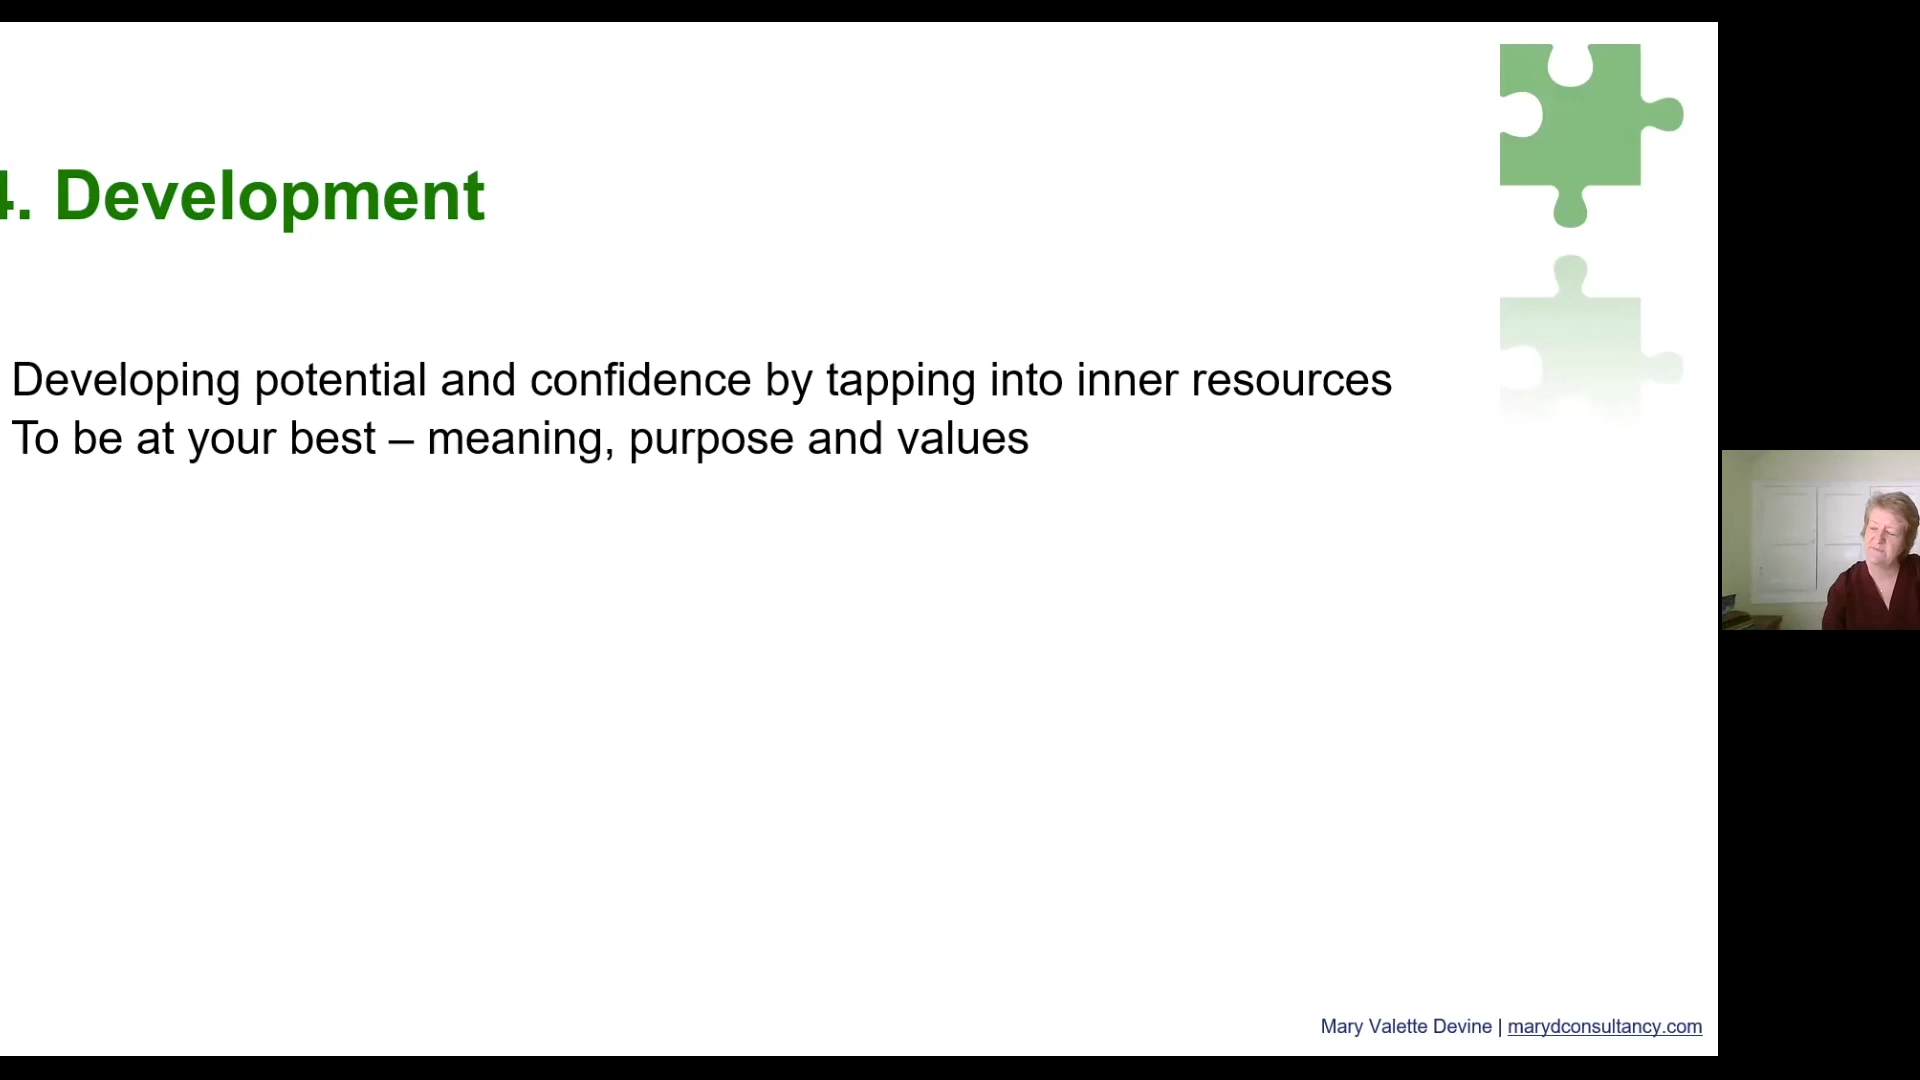 4. Development
Developing potential and confidence by tapping into inner resources
To be at your best – meaning, purpose and values
Mary Valette Devine | marydconsultancy.com